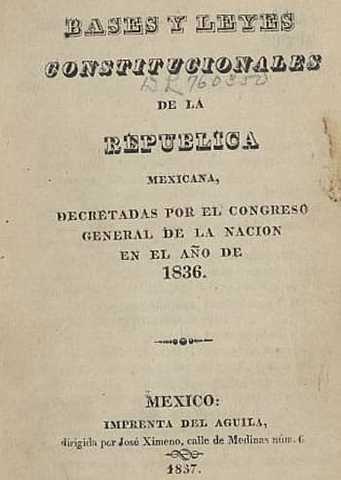 BASES Y LEYES
CONSTITUCIONALES
DE LA
REPUBLICA
MEXICANA,
DECRETADAS POR EL CONGRESO
GENERAL DE LA NACION
EN EL AÑO DE
1836.
MEXICO:
IMPRENTA DEL AGUILA,
dirigida por José Ximeno, calle de Medinas núm. 6
1837.